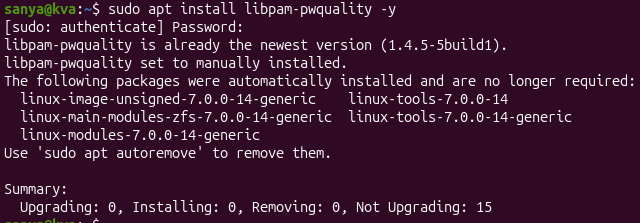 sanya@kva:~$ sudo apt install libpam-pwquality -y
[sudo: authenticate] Password:
libpam-pwquality is already the newest version (1.4.5-5build1).
libpam-pwquality set to manually installed.
The following packages were automatically installed and are no longer required:
  linux-image-unsigned-7.0.0-14-generic    linux-tools-7.0.0-14
  linux-main-modules-zfs-7.0.0-14-generic  linux-tools-7.0.0-14-generic
  linux-modules-7.0.0-14-generic
Use 'sudo apt autoremove' to remove them.

Summary:
  Upgrading: 0, Installing: 0, Removing: 0, Not Upgrading: 15